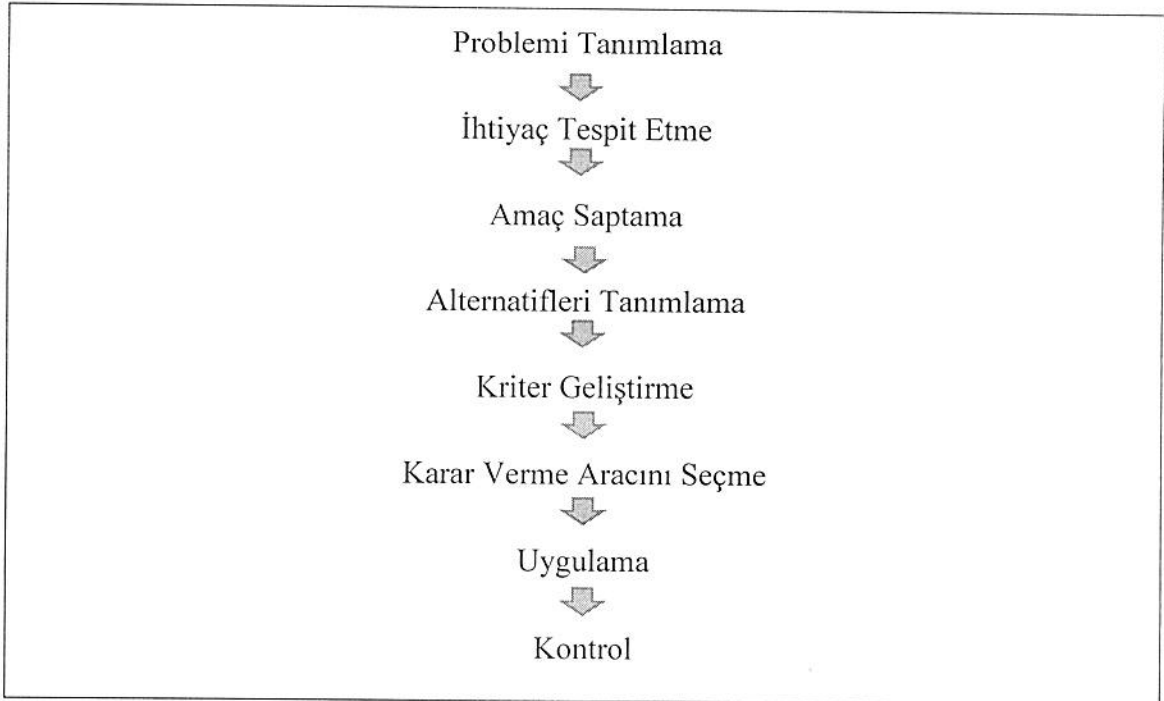 Problemi Tanımlama
İhtiyaç Tespit Etme
Amaç Saptama
Alternatifleri Tanımlama
Kriter Geliştirme
Karar Verme Aracını Seçme
Uygulama
Kontrol